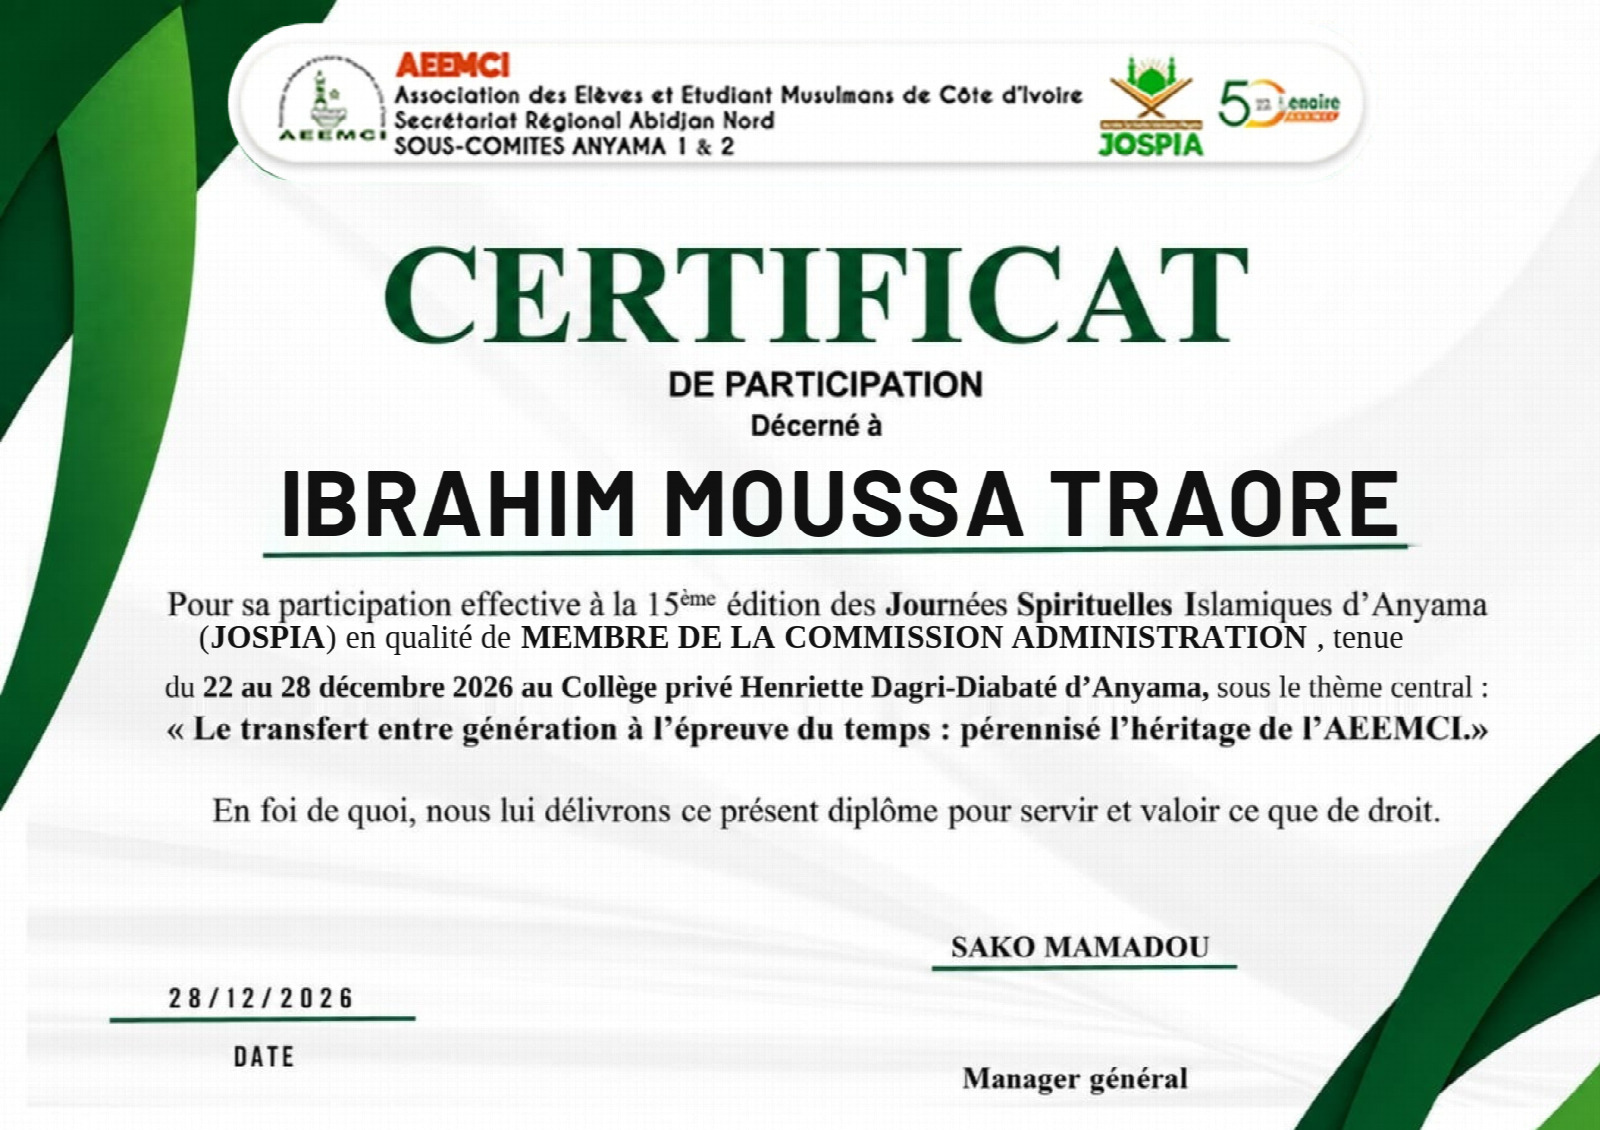 AEEMCI
AEEMCI
Association des Elèves et Etudiant Musulmans de Côte d'Ivoire
Secrétariat Régional Abidjan Nord
SOUS-COMITES ANYAMA 1 & 2
JOSPIA
50enaire
CERTIFICAT
DE PARTICIPATION
Décerné à
IBRAHIM MOUSSA TRAORE
Pour sa participation effective à la 15ème édition des Journées Spirituelles Islamiques d’Anyama
(JOSPIA) en qualité de MEMBRE DE LA COMMISSION ADMINISTRATION , tenue
du 22 au 28 décembre 2026 au Collège privé Henriette Dagri-Diabaté d’Anyama, sous le thème central :
« Le transfert entre génération à l’épreuve du temps : pérennisé l’héritage de l’AEEMCI.»
En foi de quoi, nous lui délivrons ce présent diplôme pour servir et valoir ce que de droit.
SAKO MAMADOU
28/12/2026
DATE
Manager général